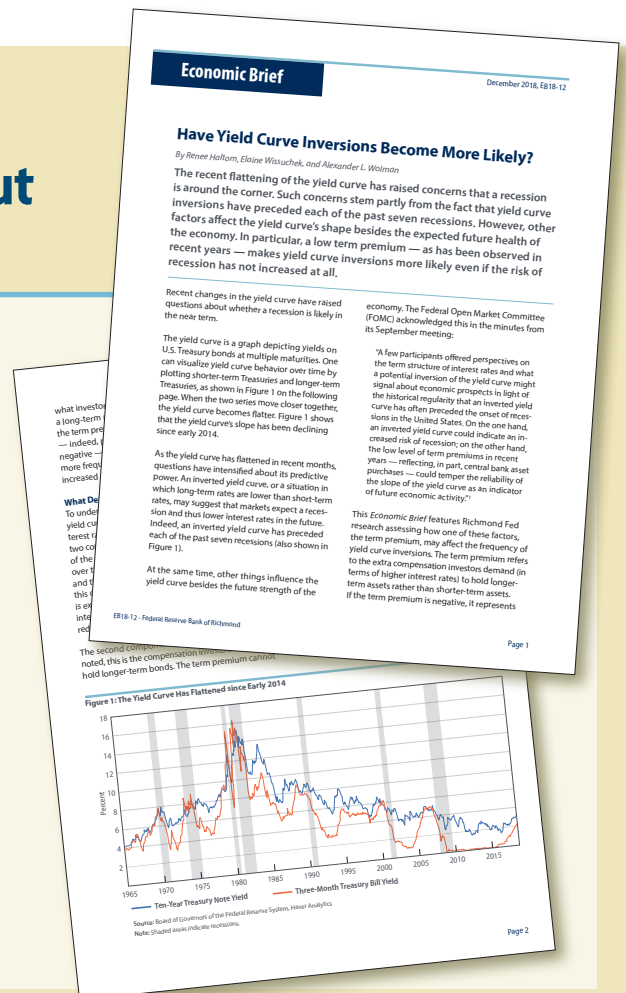 ut
Economic Brief
December 2018, EB18-12
Have Yield Curve Inversions Become More Likely?
By Renee Haltom, Elaine Wissuchek, and Alexander L. Wolman
The recent flattening of the yield curve has raised concerns that a recession
is around the corner. Such concerns stem partly from the fact that yield curve
inversions have preceded each of the past seven recessions. However, other
factors affect the yield curve's shape besides the expected future health of
the economy. In particular, a low term premium — as has been observed in
recent years — makes yield curve inversions more likely even if the risk of
recession has not increased at all.
Recent changes in the yield curve have raised
questions about whether a recession is likely in
the near term.
The yield curve is a graph depicting yields on
U.S. Treasury bonds at multiple maturities. One
can visualize yield curve behavior over time by
plotting shorter-term Treasuries and longer-term
Treasuries, as shown in Figure 1 on the following
page. When the two series move closer together,
the yield curve becomes flatter. Figure 1 shows
that the yield curve's slope has been declining
since early 2014.
As the yield curve has flattened in recent months,
questions have intensified about its predictive
power. An inverted yield curve, or a situation in
which long-term rates are lower than short-term
rates, may suggest that markets expect a reces-
sion and thus lower interest rates in the future.
Indeed, an inverted yield curve has preceded
each of the past seven recessions (also shown in
Figure 1).
At the same time, other things influence the
yield curve besides the future strength of the
economy. The Federal Open Market Committee
(FOMC) acknowledged this in the minutes from
its September meeting:
"A few participants offered perspectives on
the term structure of interest rates and what
a potential inversion of the yield curve might
signal about economic prospects in light of
the historical regularity that an inverted yield
curve has often preceded the onset of reces-
sions in the United States. On the one hand,
an inverted yield curve could indicate an in-
creased risk of recession; on the other hand,
the low level of term premiums in recent
years — reflecting, in part, central bank asset
purchases — could temper the reliability of
the slope of the yield curve as an indicator
of future economic activity."1
This Economic Brief features Richmond Fed
research assessing how one of these factors,
the term premium, may affect the frequency of
yield curve inversions. The term premium refers
to the extra compensation investors demand (in
terms of higher interest rates) to hold longer-
term assets rather than shorter-term assets.
If the term premium is negative, it represents
EB18-12 - Federal Reserve Bank of Richmond
Page 1
what investor
a long-term
the term pre
— indeed, p
negative —
more frequ
increased
What De
To under
yield cu
terest ra
two co
of the
over t
and t
this
is ex
inte
red
The second compo
noted, this is the compensation inve
hold longer-term bonds. The term premium cannot
Figure 1: The Yield Curve Has Flattened since Early 2014
18
16
14
12
10
8
6
4
2
Percent
1965 1970 1975 1980 1985 1990 1995 2000 2005 2010 2015
Ten-Year Treasury Note Yield Three-Month Treasury Bill Yield
Source: Board of Governors of the Federal Reserve System, Haver Analytics
Note: Shaded areas indicate recessions.
Page 2